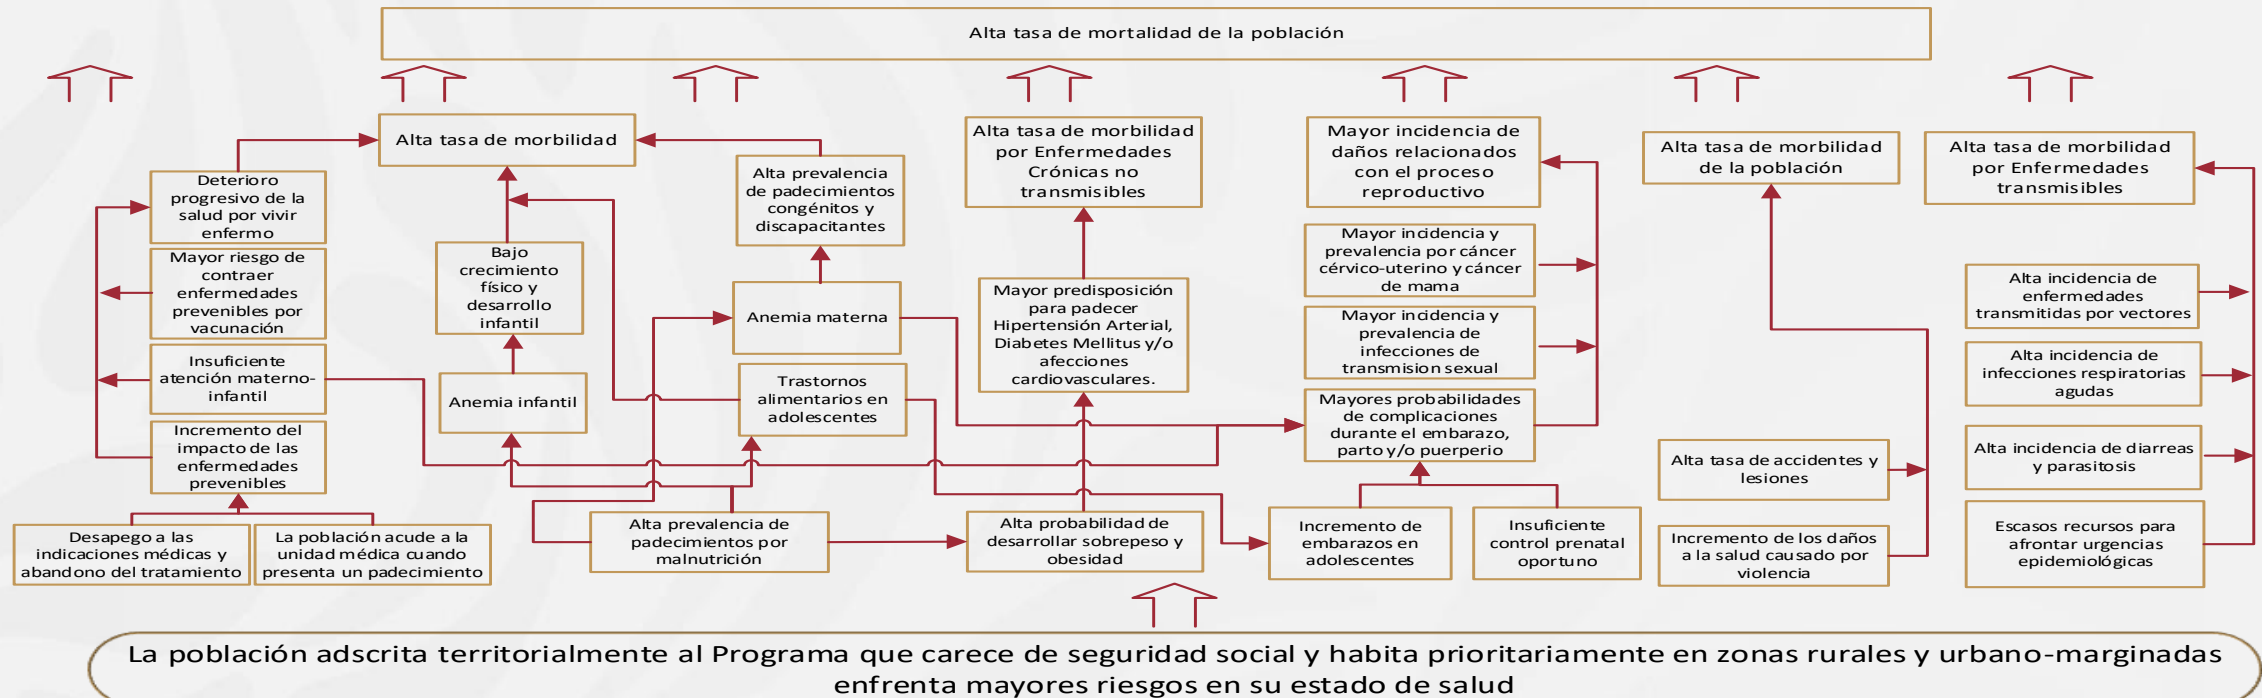 Alta tasa de mortalidad de la población
Alta tasa de morbilidad
Deterioro
progresivo de la
salud por vivir
enfermo
Mayor riesgo de
contraer
enfermedades
prevenibles por
vacunación
Insuficiente
atención materno-
infantil
Incremento del
impacto de las
enfermedades
prevenibles
Desapego a las
indicaciones médicas y
abandono del tratamiento
La población acude a la
unidad médica cuando
presenta un padecimiento
Bajo
crecimiento
físico y
desarrollo
infantil
Anemia infantil
Alta prevalencia
de padecimientos
congénitos y
discapacitantes
Anemia materna
Trastornos
alimentarios en
adolescentes
Alta prevalencia de
padecimientos por
malnutrición
Alta tasa de morbilidad
por Enfermedades
Crónicas no
transmisibles
Mayor predisposición
para padecer
Hipertensión Arterial,
Diabetes Mellitus y/o
afecciones
cardiovasculares.
Alta probabilidad de
desarrollar sobrepeso y
obesidad
Mayor incidencia de
daños relacionados
con el proceso
reproductivo
Mayor incidencia y
prevalencia por cáncer
cérvico-uterino y cáncer
de mama
Mayor incidencia y
prevalencia de
infecciones de
transmision sexual
Mayores probabilidades
de complicaciones
durante el embarazo,
parto y/o puerperio
Incremento de
embarazos en
adolescentes
Insuficiente
control prenatal
oportuno
Alta tasa de morbilidad
de la población
Alta tasa de accidentes y
lesiones
Incremento de los daños
a la salud causado por
violencia
Alta tasa de morbilidad
por Enfermedades
transmisibles
Alta incidencia de
enfermedades
transmitidas por vectores
Alta incidencia de
infecciones respiratorias
agudas
Alta incidencia de diarreas
y parasitosis
Escasos recursos para
afrontar urgencias
epidemiológicas
La población adscrita territorialmente al Programa que carece de seguridad social y habita prioritariamente en zonas rurales y urbano-marginadas
enfrenta mayores riesgos en su estado de salud